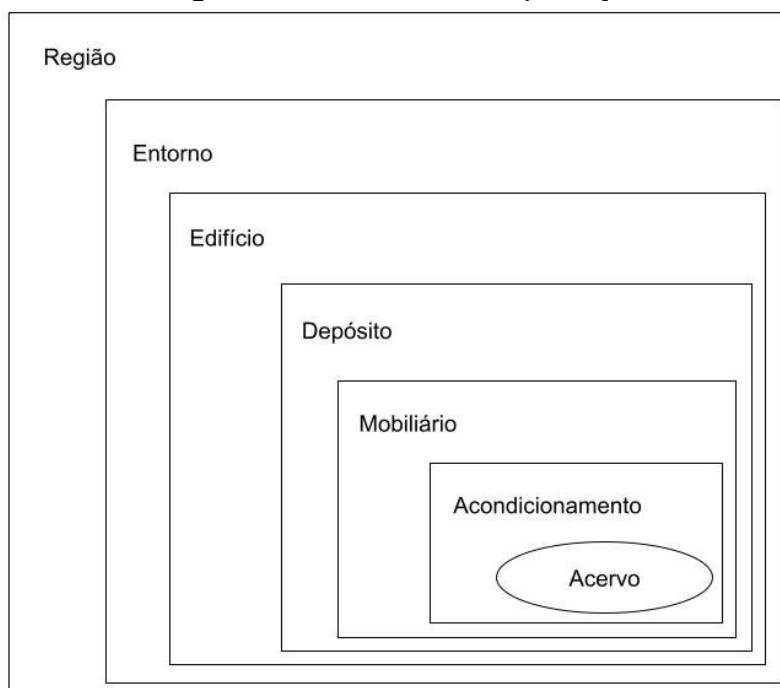 Região
Entorno
Edifício
Depósito
Mobiliário
Acondicionamento
Acervo